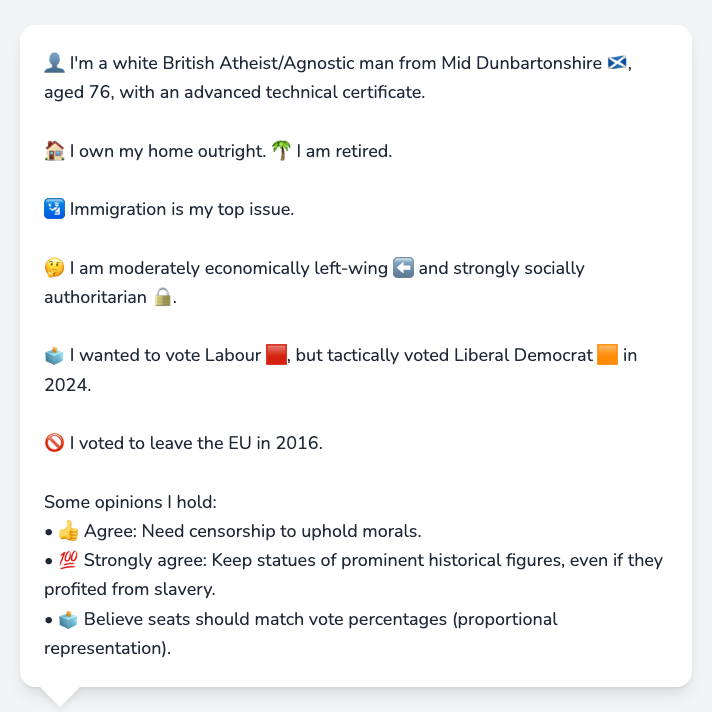 👤 I'm a white British Atheist/Agnostic man from Mid Dunbartonshire 🏴󠁧󠁢󠁳󠁣󠁴󠁿,
aged 76, with an advanced technical certificate.
🏠 I own my home outright. 🌴 I am retired.
🛂 Immigration is my top issue.
🤔 I am moderately economically left-wing ⬅️ and strongly socially
authoritarian 🔒.
🗳️ I wanted to vote Labour 🟥, but tactically voted Liberal Democrat 🟧 in
2024.
🚫 I voted to leave the EU in 2016.
Some opinions I hold:
• 👍 Agree: Need censorship to uphold morals.
• 💯 Strongly agree: Keep statues of prominent historical figures, even if they
profited from slavery.
• 🗳️ Believe seats should match vote percentages (proportional
representation).